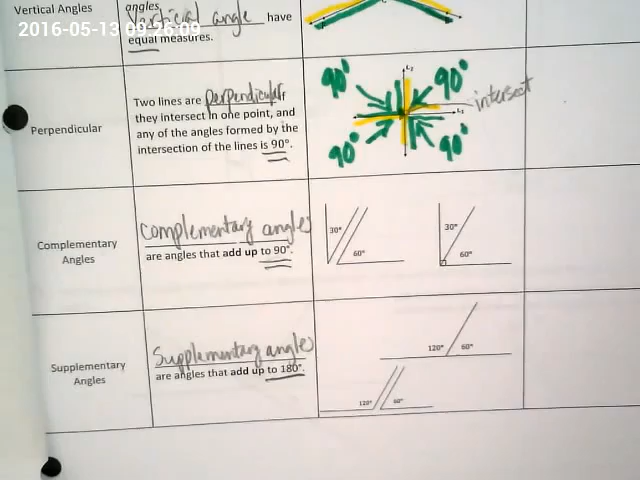 Vertical Angles
angles.
Vertical angle have
equal measures.
2016-05-13 09:26:09
Perpendicular
Two lines are perpendicular if
they intersect in one point, and
any of the angles formed by the
intersection of the lines is 90°.
90°
90°
90°
90°
L₂
L₁
intersect
Complementary
Angles
Complementary angles
are angles that add up to 90°.
30°
60°
30°
60°
Supplementary
Angles
Supplementary angles
are angles that add up to 180°.
120°
60°
120°
60°